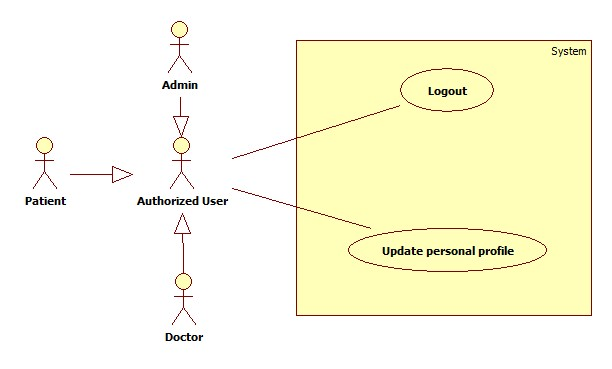 System
Admin
Logout
Patient
Authorized User
Update personal profile
Doctor